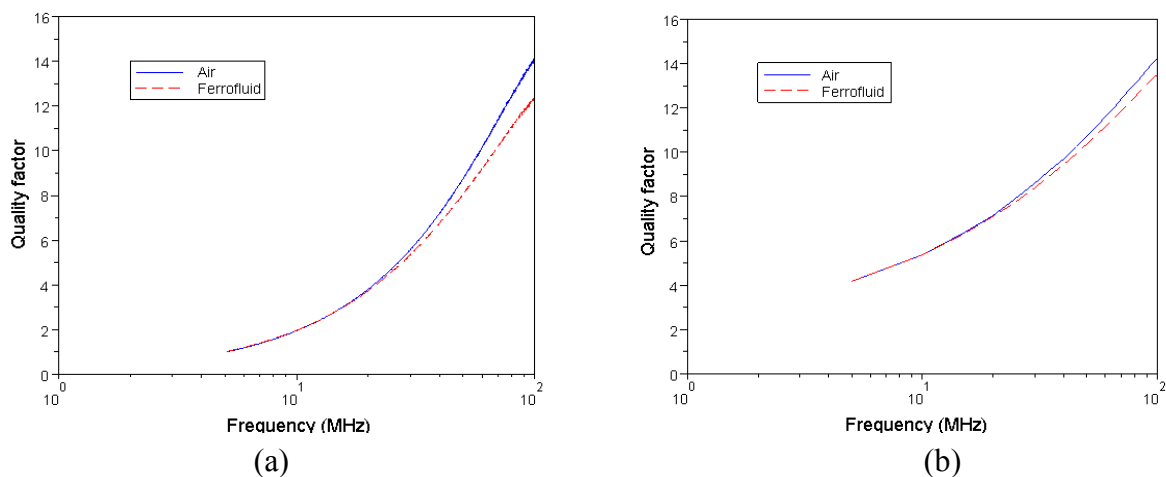 16
14
12
10
8
6
4
2
0
Quality factor
Air
Ferrofluid
10^0
10^1
10^2
Frequency (MHz)
(a)
16
14
12
10
8
6
4
2
0
Quality factor
Air
Ferrofluid
10^0
10^1
10^2
Frequency (MHz)
(b)